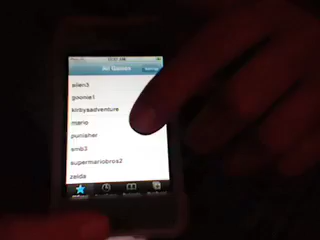 All Games
alien3
goonie1
kirbysadventure
mario
punisher
smb3
supermariobros2
zelda